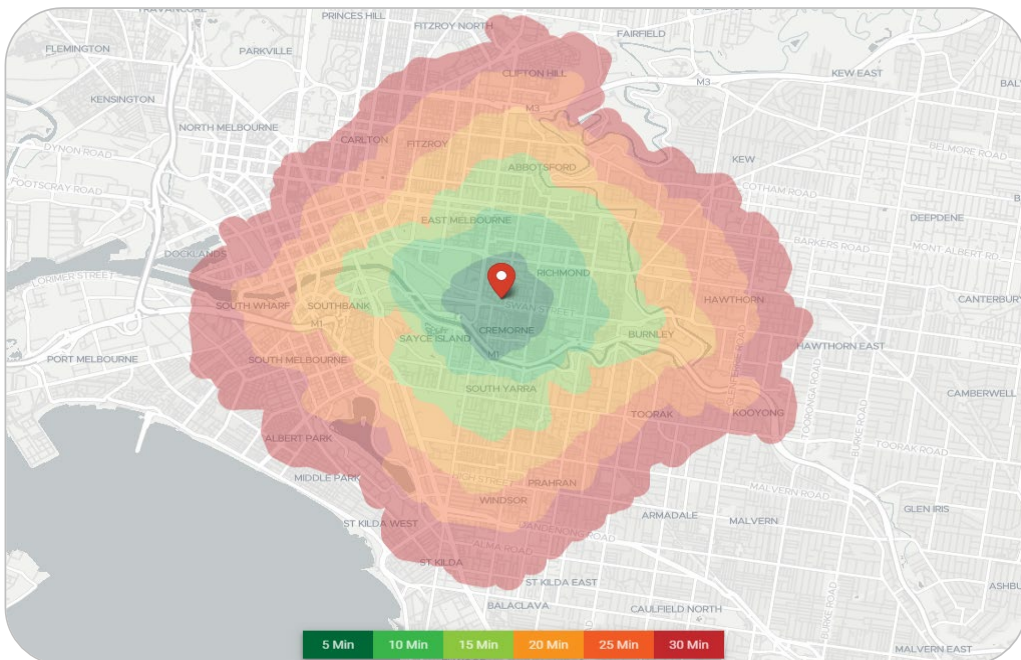 TRAVANCORE
PRINCES HILL
FITZROY NORTH
FLEMINGTON
PARKVILLE
FAIRFIELD
CLIFTON HILL
KEW EAST
M3
KENSINGTON
M3
NORTH MELBOURNE
CARLTON
FITZROY
DYNON ROAD
ABBOTSFORD
KEW
BELMORE ROAD
FOOTSCRAY ROAD
COTHAM ROAD
EAST MELBOURNE
DEEPDENE
DOCKLANDS
BARKERS ROAD
MONT ALBERT RD
LORIMER STREET
RICHMOND
SOUTH WHARF
SOUTHBANK
SWAN STREET
HAWTHORN
CANTERBURY
M1
CREMORNE
BURNLEY
SAYCE ISLAND
HAWTHORN EAST
PORT MELBOURNE
SOUTH MELBOURNE
M1
SOUTH YARRA
CAMBERWELL
TOORAK
KOOYONG
ALBERT PARK
TOORAK ROAD
BURKE ROAD
MIDDLE PARK
HIGH STREET
PRAHRAN
MALVERN ROAD
WINDSOR
GLEN IRIS
ARMADALE
MALVERN
ST KILDA WEST
DANDENONG ROAD
ALMA ROAD
ST KILDA
ST KILDA EAST
BALACLAVA
CAULFIELD NORTH
MALVERN EAST
5 Min
10 Min
15 Min
20 Min
25 Min
30 Min